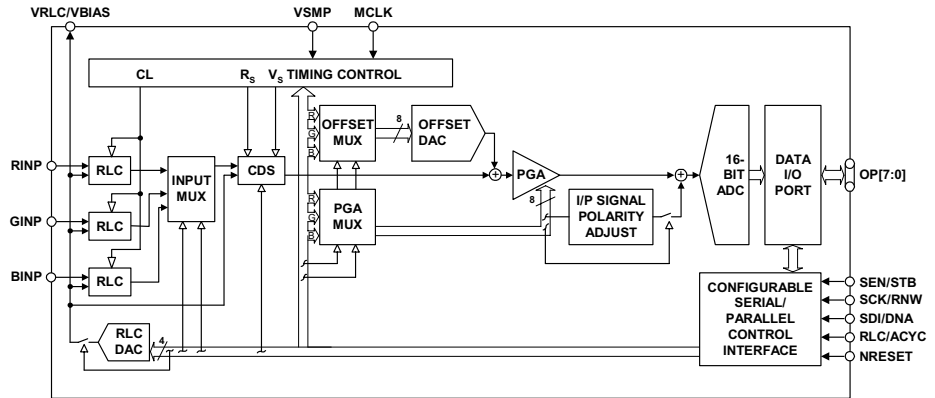 VRLC/VBIAS
VSMP
MCLK
CL
RS
VS TIMING CONTROL
R
G
B
OFFSET
MUX
8
OFFSET
DAC
RINP
RLC
INPUT
MUX
CDS
PGA
16-
BIT
ADC
DATA
I/O
PORT
OP[7:0]
GINP
RLC
R
G
B
PGA
MUX
8
I/P SIGNAL
POLARITY
ADJUST
BINP
RLC
CONFIGURABLE
SERIAL/
PARALLEL
CONTROL
INTERFACE
SEN/STB
SCK/RNW
SDI/DNA
RLC/ACYC
NRESET
RLC
DAC
4